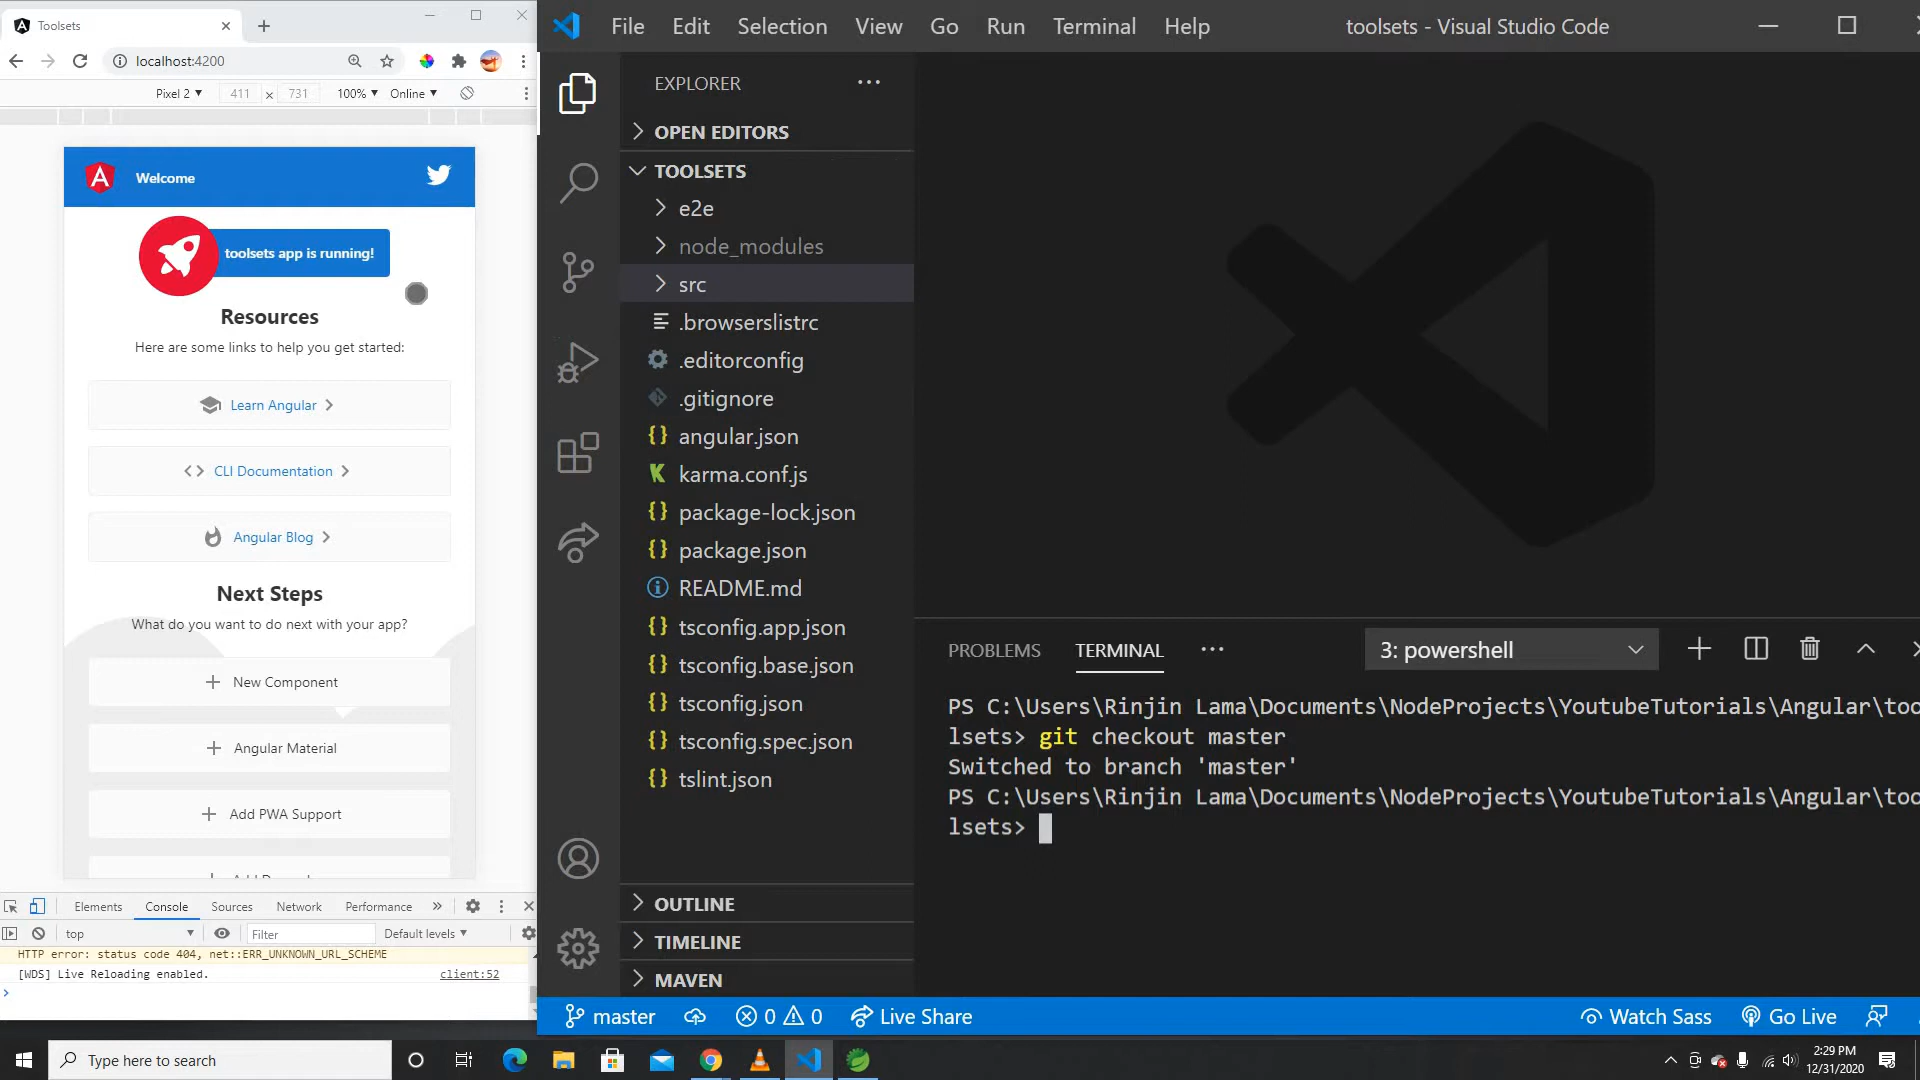 Toolsets
localhost:4200
Pixel 2
411 x 731
100%
Online
Welcome
toolsets app is running!
Resources
Here are some links to help you get started:
Learn Angular
CLI Documentation
Angular Blog
Next Steps
What do you want to do next with your app?
New Component
Angular Material
Add PWA Support
Elements Console Sources Network Performance »
top
Filter
Default levels
HTTP error: status code 404, net::ERR_UNKNOWN_URL_SCHEME
[WDS] Live Reloading enabled. client:52
File Edit Selection View Go Run Terminal Help
toolsets - Visual Studio Code
EXPLORER
OPEN EDITORS
TOOLSETS
e2e
node_modules
src
.browserslistrc
.editorconfig
.gitignore
angular.json
karma.conf.js
package-lock.json
package.json
README.md
tsconfig.app.json
tsconfig.base.json
tsconfig.json
tsconfig.spec.json
tslint.json
OUTLINE
TIMELINE
MAVEN
PROBLEMS TERMINAL
3: powershell
PS C:\Users\Rinjin Lama\Documents\NodeProjects\YoutubeTutorials\Angular\too
lsets> git checkout master
Switched to branch 'master'
PS C:\Users\Rinjin Lama\Documents\NodeProjects\YoutubeTutorials\Angular\too
lsets>
master 0 0 Live Share
Watch Sass Go Live
Type here to search
2:29 PM
12/31/2020